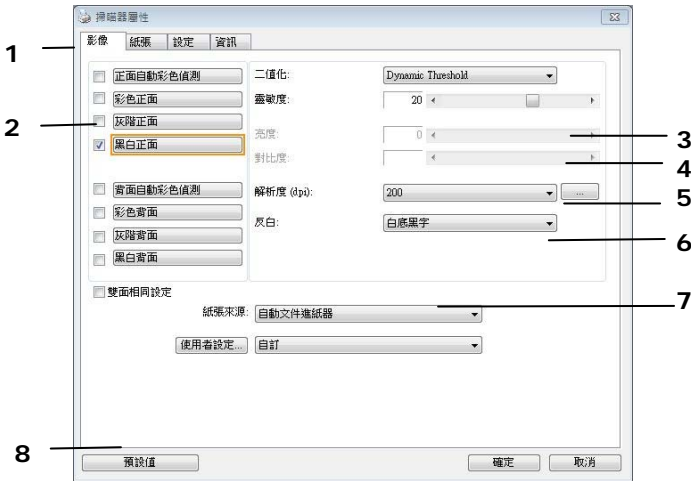 掃瞄器屬性
影像 紙張 設定 資訊
正面自動彩色偵測
彩色正面
灰階正面
黑白正面
背面自動彩色偵測
彩色背面
灰階背面
黑白背面
二值化: Dynamic Threshold
靈敏度: 20
亮度: 0
對比度:
解析度 (dpi): 200 ...
反白: 白底黑字
雙面相同設定
紙張來源: 自動文件進紙器
使用者設定... 自訂
預設值 確定 取消
1
2
3
4
5
6
7
8